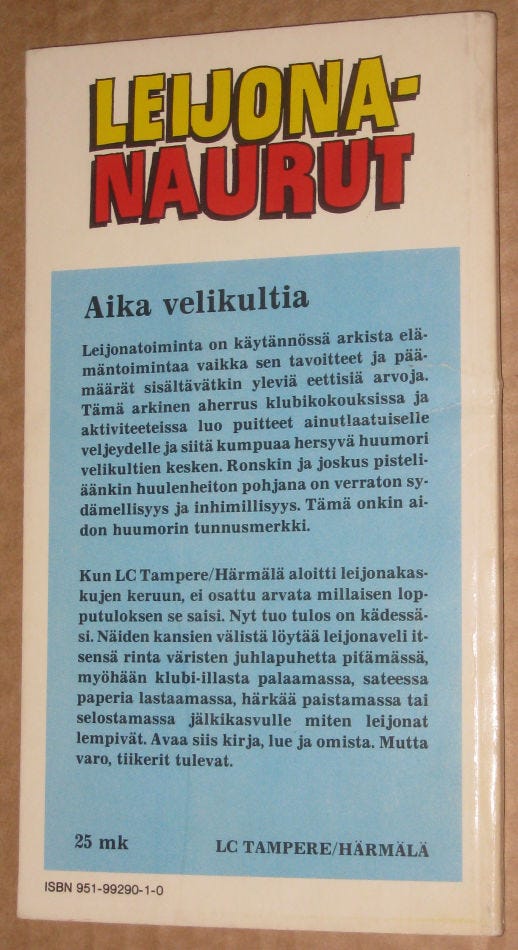 LEIJONA-
NAURUT
Aika velikultia
Leijonatoiminta on käytännössä arkista elä-
mäntoimintaa vaikka sen tavoitteet ja pää-
määrät sisältävätkin yleviä eettisiä arvoja.
Tämä arkinen aherrus klubikokouksissa ja
aktiviteeteissa luo puitteet ainutlaatuiselle
veljeydelle ja siitä kumpuaa hersyvä huumori
velikultien kesken. Ronskin ja joskus pisteli-
äänkin huulenheiton pohjana on verraton sy-
dämellisyys ja inhimillisyys. Tämä onkin ai-
don huumorin tunnusmerkki.
Kun LC Tampere/Härmälä aloitti leijonakas-
kujen keruun, ei osattu arvata millaisen lop-
putuloksen se saisi. Nyt tuo tulos on kädessä-
si. Näiden kansien välistä löytää leijonaveli it-
sensä rinta väristen juhlapuhetta pitämässä,
myöhään klubi-illasta palaamassa, sateessa
paperia lastaamassa, härkää paistamassa tai
selostamassa jälkikasvulle miten leijonat
lempivät. Avaa siis kirja, lue ja omista. Mutta
varo, tiikerit tulevat.
25 mk LC TAMPERE/HÄRMÄLÄ
ISBN 951-99290-1-0